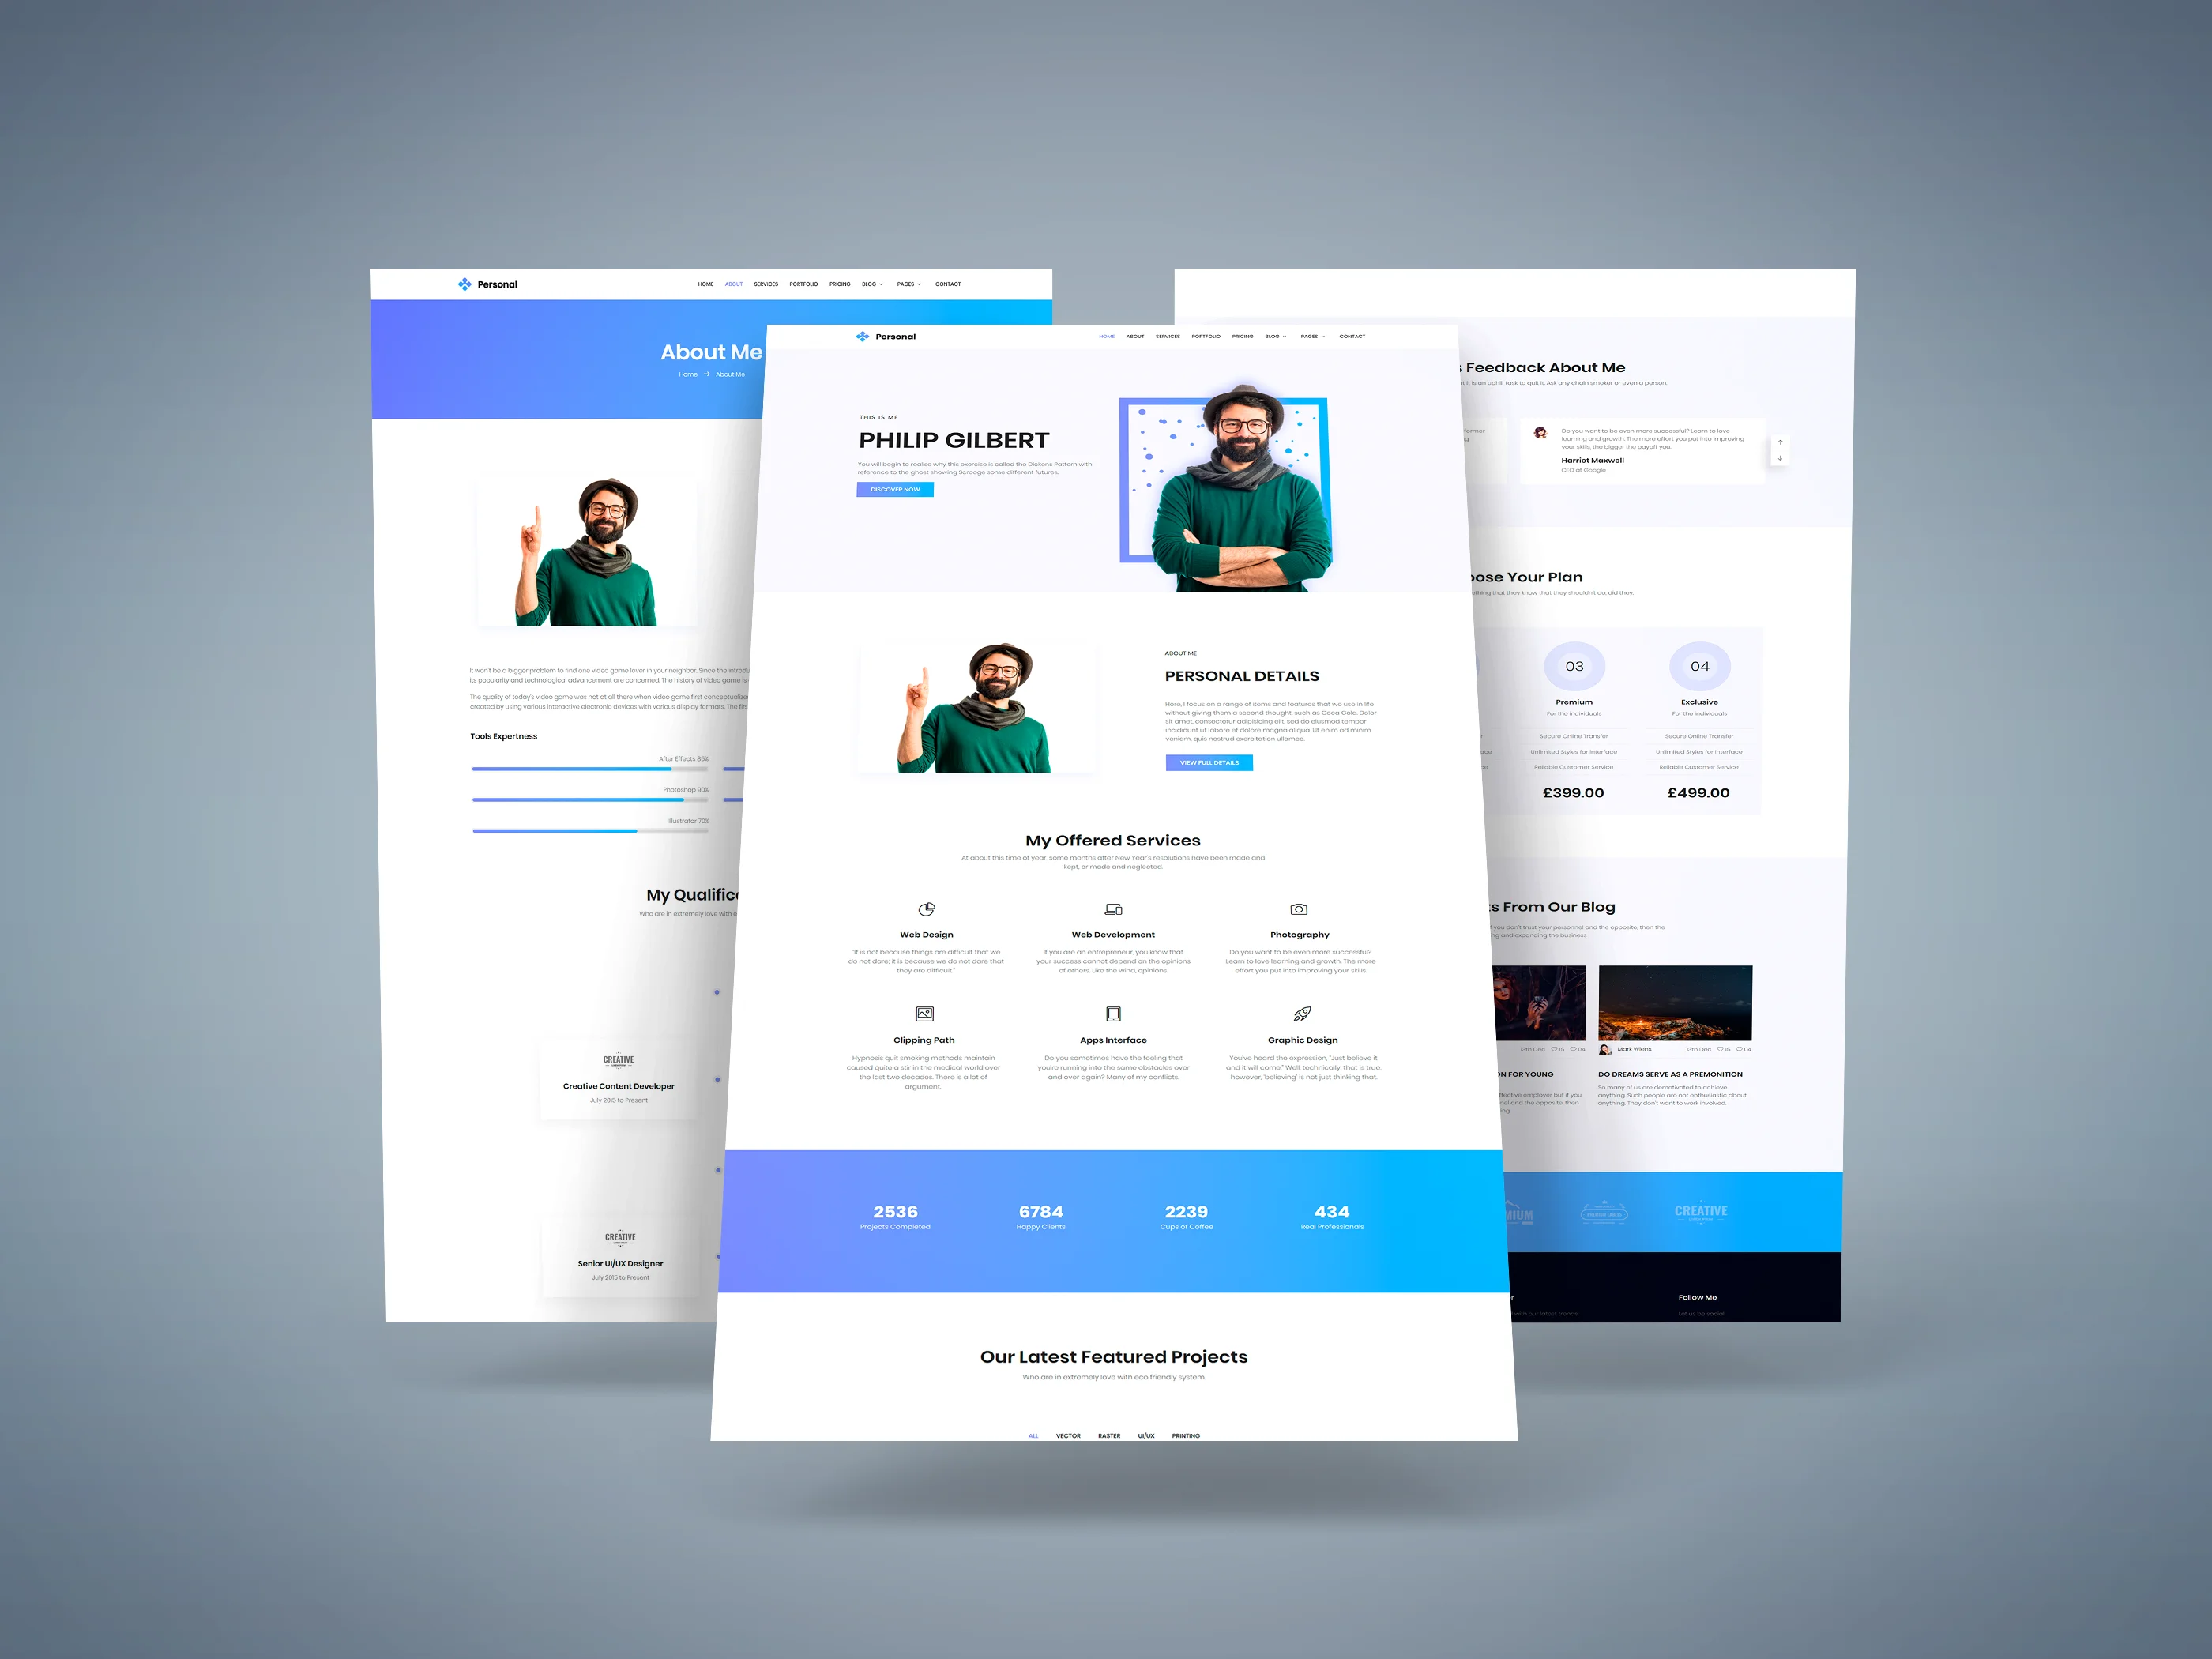 Personal
HOME
ABOUT
SERVICES
PORTFOLIO
PRICING
BLOG
PAGES
CONTACT
About Me
Home → About Me
It won't be a bigger problem to find one video game lover in your neighbor. Since the introdu
its popularity and technological advancement are concerned. The history of video game is
The quality of today's video game was not at all there when video game first conceptualized
created by using various interactive electronic devices with various display formats. The first
Tools Expertness
After Effects 85%
Photoshop 90%
Illustrator 70%
My Qualific
Who are in extremely love with e
CREATIVE
Creative Content Developer
July 2015 to Present
CREATIVE
Senior UI/UX Designer
July 2015 to Present
Personal
HOME
ABOUT
SERVICES
PORTFOLIO
PRICING
BLOG
PAGES
CONTACT
THIS IS ME
PHILIP GILBERT
You will begin to realise why this exercise is called the Dickens Pattern with
reference to the ghost showing Scrooge some different futures.
DISCOVER NOW
ABOUT ME
PERSONAL DETAILS
Here, I focus on a range of items and features that we use in life
without giving them a second thought. such as Coca Cola. Dolor
sit amet, consectetur adipisicing elit, sed do eiusmod tempor
incididunt ut labore et dolore magna aliqua. Ut enim ad minim
veniam, quis nostrud exercitation ullamco.
VIEW FULL DETAILS
My Offered Services
At about this time of year, some months after New Year's resolutions have been made and
kept, or made and neglected.
Web Design
"It is not because things are difficult that we
do not dare; it is because we do not dare that
they are difficult."
Web Development
If you are an entrepreneur, you know that
your success cannot depend on the opinions
of others. Like the wind, opinions.
Photography
Do you want to be even more successful?
Learn to love learning and growth. The more
effort you put into improving your skills,
Clipping Path
Hypnosis quit smoking methods maintain
caused quite a stir in the medical world over
the last two decades. There is a lot of
argument.
Apps Interface
Do you sometimes have the feeling that
you're running into the same obstacles over
and over again? Many of my conflicts.
Graphic Design
You've heard the expression, "Just believe it
and it will come." Well, technically, that is true,
however, 'believing' is not just thinking that.
2536
Projects Completed
6784
Happy Clients
2239
Cups of Coffee
434
Real Professionals
Our Latest Featured Projects
Who are in extremely love with eco friendly system.
ALL
VECTOR
RASTER
UI/UX
PRINTING
s Feedback About Me
it is an uphill task to quit it. Ask any chain smoker or even a person.
Do you want to be even more successful? Learn to love
learning and growth. The more effort you put into improving
your skills, the bigger the payoff you.
Harriet Maxwell
CEO at Google
ose Your Plan
thing that they know that they shouldn't do, did they.
03
Premium
For the individuals
Secure Online Transfer
Unlimited Styles for interface
Reliable Customer Service
£399.00
04
Exclusive
For the individuals
Secure Online Transfer
Unlimited Styles for interface
Reliable Customer Service
£499.00
s From Our Blog
you don't trust your personnel and the opposite, then the
ng and expanding the business
13th Dec
15
04
ON FOR YOUNG
ffective employer but if you
nel and the opposite, then
ng
Mark Wiens
13th Dec
15
04
DO DREAMS SERVE AS A PREMONITION
So many of us are demotivated to achieve
anything. Such people are not enthusiastic about
anything. They don't want to work involved.
MIUM
CREATIVE
r
with our latest trends
Follow Me
Let us be social